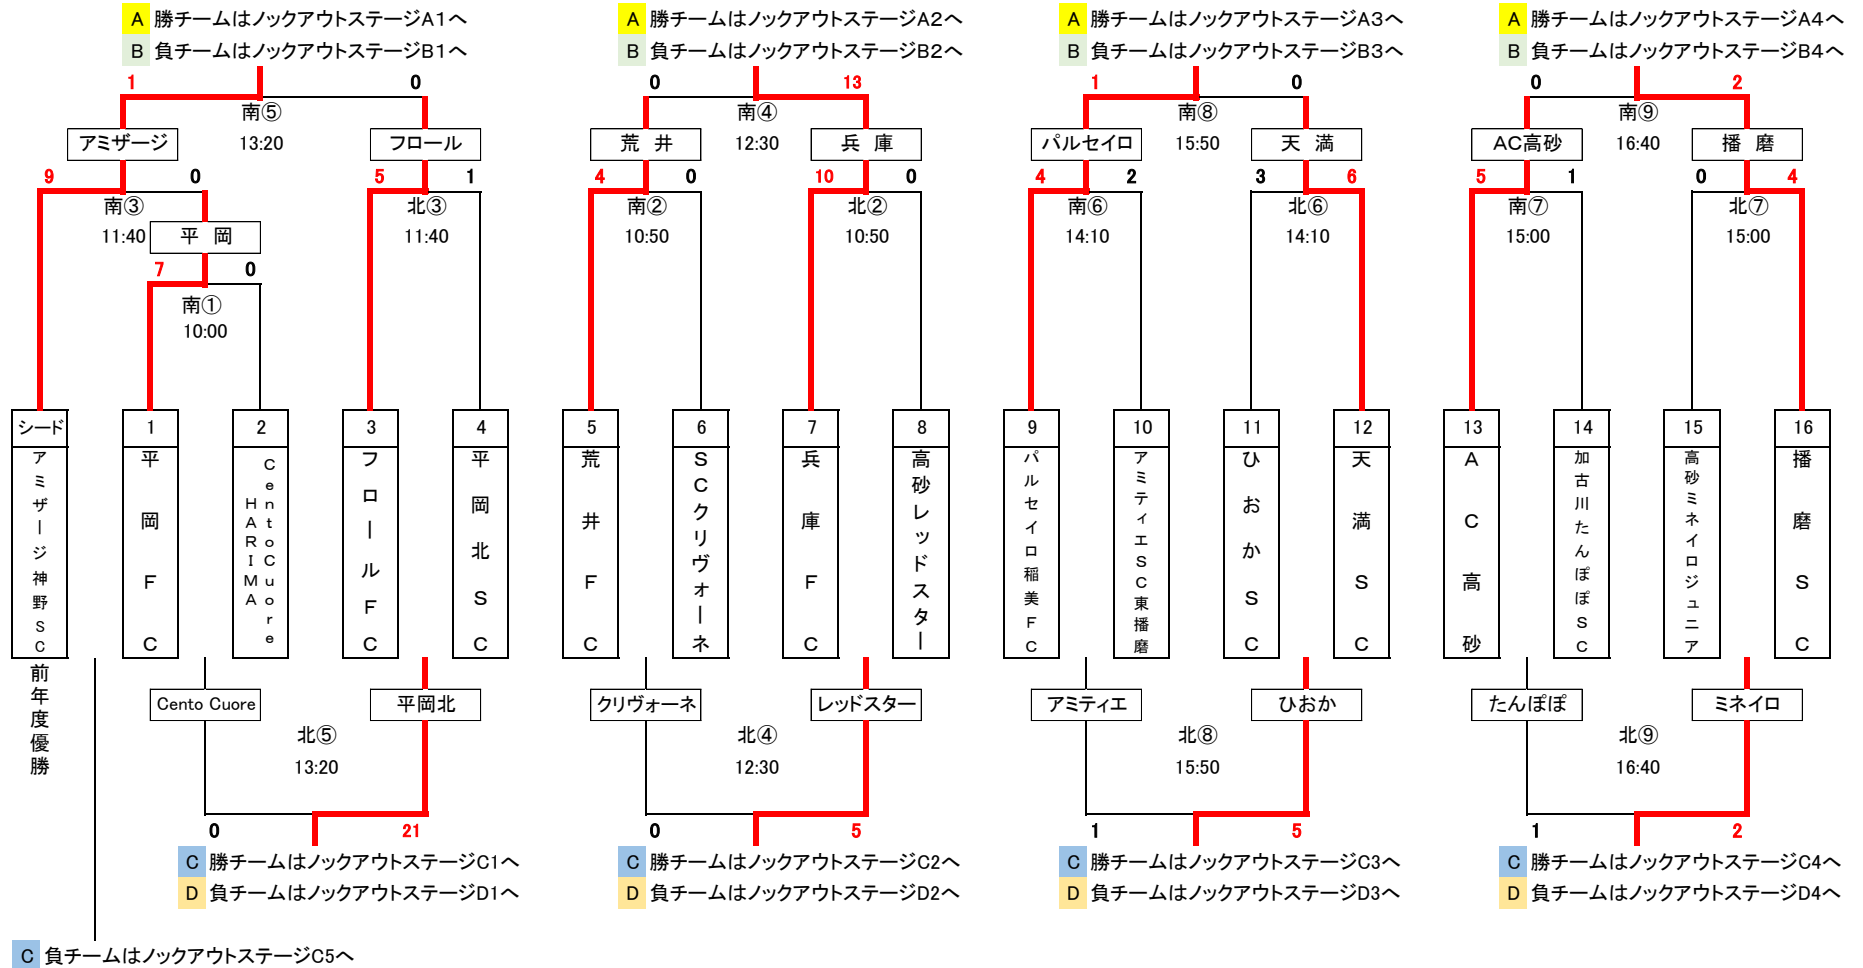 A 勝チームはノックアウトステージA1へ
B 負チームはノックアウトステージB1へ
A 勝チームはノックアウトステージA2へ
B 負チームはノックアウトステージB2へ
A 勝チームはノックアウトステージA3へ
B 負チームはノックアウトステージB3へ
A 勝チームはノックアウトステージA4へ
B 負チームはノックアウトステージB4へ
1 0 0 13 1 0 0 2
南⑤ 南④ 南⑧ 南⑨
アミザージ 13:20 フロール 荒井 12:30 兵庫 パルセイロ 15:50 天満 AC高砂 16:40 播磨
9 0 5 1 4 0 10 0 4 2 3 6 5 1 0 4
南③ 北③ 南② 北② 南⑥ 北⑥ 南⑦ 北⑦
11:40 平岡 11:40 10:50 10:50 14:10 14:10 15:00 15:00
7 0
南①
10:00
シード 1 2 3 4 5 6 7 8 9 10 11 12 13 14 15 16
アミザージ神野SC
平岡FC
CentoCuore
HARIMA
フロールFC
平岡北SC
荒井FC
SCクリヴォーネ
兵庫FC
高砂レッドスター
パルセイロ稲美FC
アミティエSC東播磨
ひおかSC
天満SC
AC高砂
加古川たんぽぽSC
高砂ミネイロジュニア
播磨SC
前年度優勝
Cento Cuore 平岡北 クリヴォーネ レッドスター アミティエ ひおか たんぽぽ ミネイロ
北⑤ 北④ 北⑧ 北⑨
13:20 12:30 15:50 16:40
0 21 0 5 1 5 1 2
C 勝チームはノックアウトステージC1へ
D 負チームはノックアウトステージD1へ
C 勝チームはノックアウトステージC2へ
D 負チームはノックアウトステージD2へ
C 勝チームはノックアウトステージC3へ
D 負チームはノックアウトステージD3へ
C 勝チームはノックアウトステージC4へ
D 負チームはノックアウトステージD4へ
C 負チームはノックアウトステージC5へ